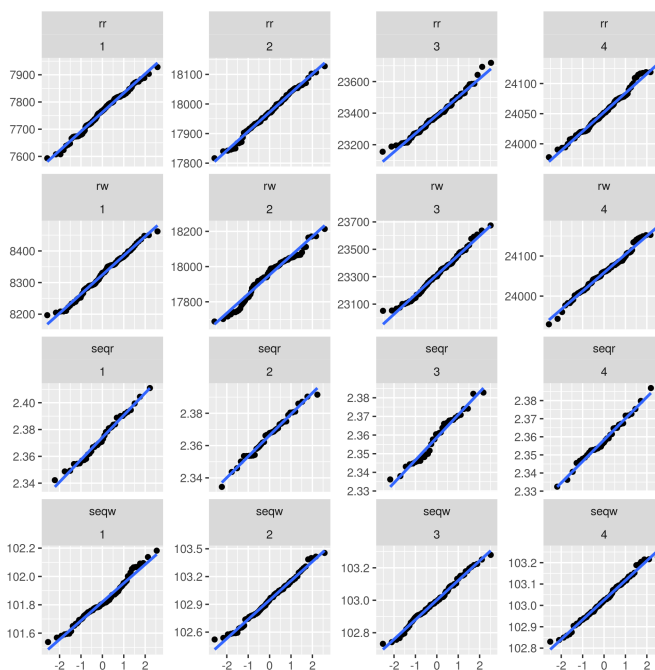 rr rr rr rr
1 2 3 4
7900 18100 23600 24100
7800 18000 23400 24050
7700 17900 23200 24000
7600 17800
rw rw rw rw
1 2 3 4
8400 18200 23700 24100
8300 18000 23500 24000
8200 17800 23300
23100
seqr seqr seqr seqr
1 2 3 4
2.40 2.38 2.38 2.38
2.38 2.36 2.37 2.37
2.36 2.34 2.36 2.36
2.34 2.35 2.35
2.34 2.34
2.33 2.33
seqw seqw seqw seqw
1 2 3 4
102.2 103.5 103.2 103.2
102.0 103.2 103.0 103.1
101.8 102.9 102.8 103.0
101.6 102.6 102.9
102.8
-2 -1 0 1 2 -2 -1 0 1 2 -2 -1 0 1 2 -2 -1 0 1 2